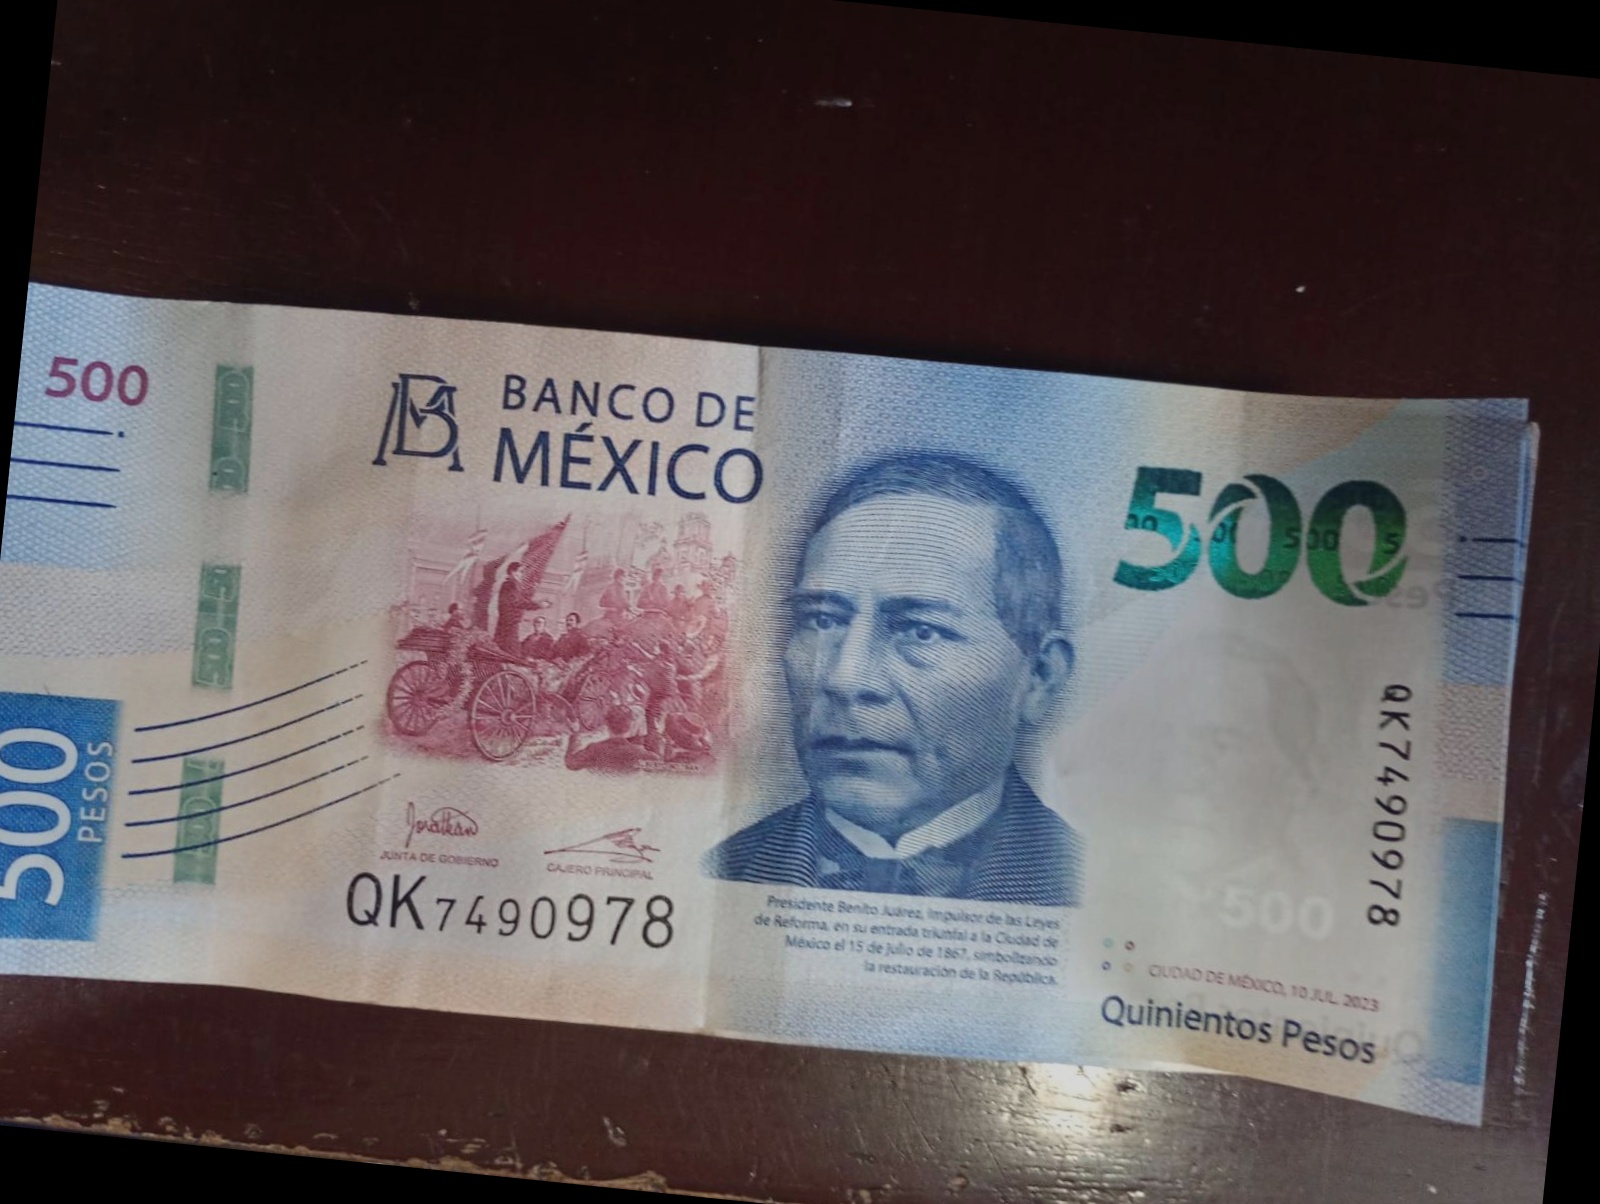 500
BANCO DE
MÉXICO
500
500
PESOS
JUNTA DE GOBIERNO
CAJERO PRINCIPAL
QK7490978
QK7490978
Presidente Benito Juárez, impulsor de las Leyes
de Reforma, en su entrada triunfal a la Ciudad de
México el 15 de julio de 1867, simbolizando
la restauración de la República.
500
CIUDAD DE MÉXICO, 10 JUL. 2023
Quinientos Pesos